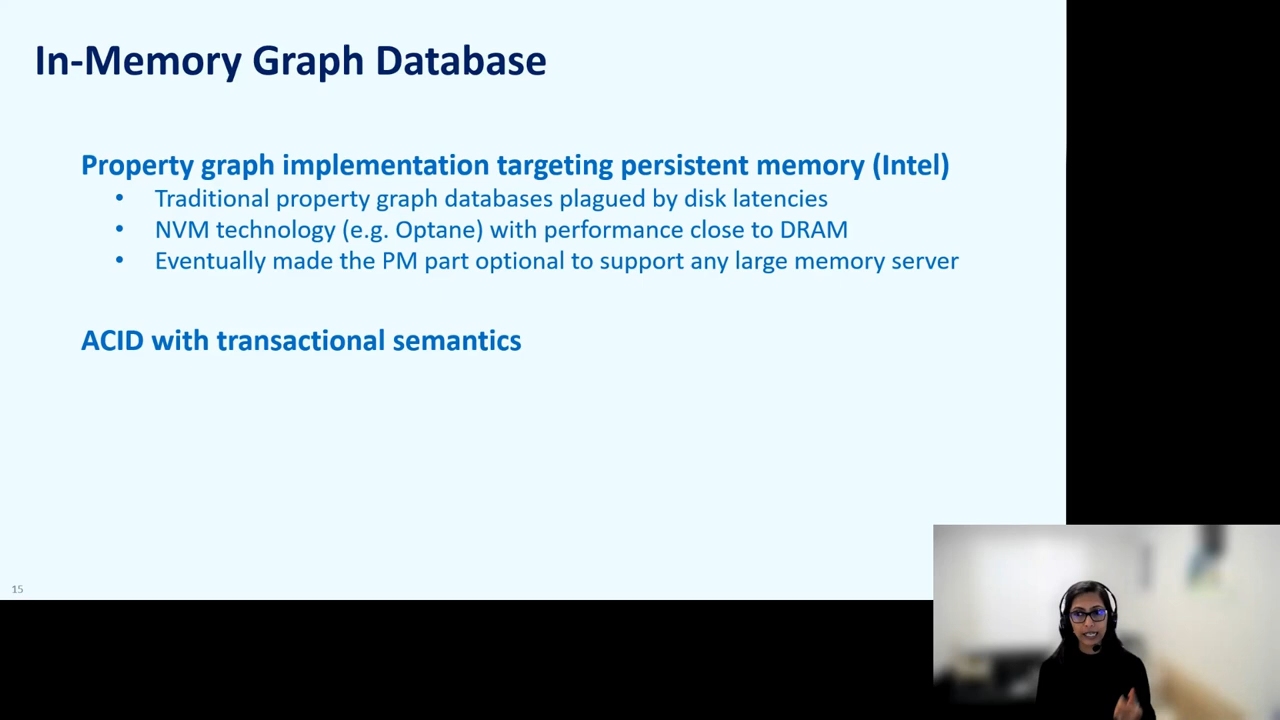 In-Memory Graph Database
Property graph implementation targeting persistent memory (Intel)
• Traditional property graph databases plagued by disk latencies
• NVM technology (e.g. Optane) with performance close to DRAM
• Eventually made the PM part optional to support any large memory server
ACID with transactional semantics
15